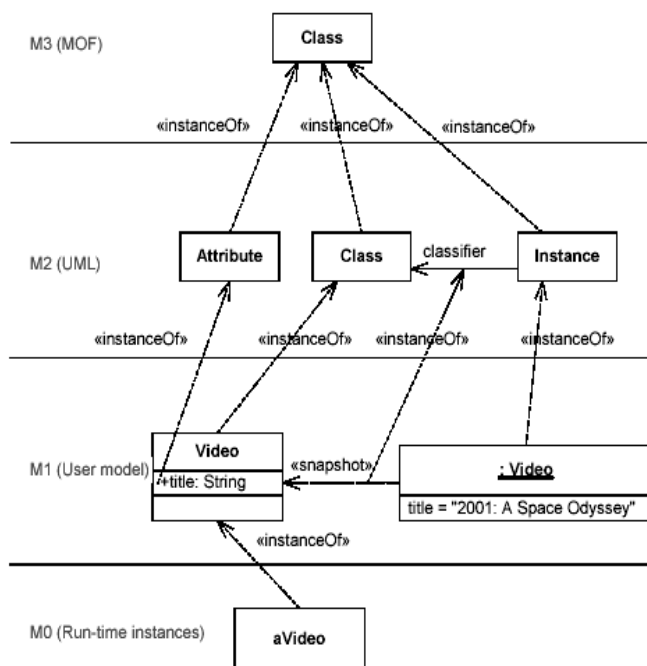 M3 (MOF)
Class
«instanceOf»
«instanceOf»
«instanceOf»
M2 (UML)
Attribute
Class
classifier
Instance
«instanceOf»
«instanceOf»
«instanceOf»
«instanceOf»
M1 (User model)
Video
+title: String
«snapshot»
: Video
title = "2001: A Space Odyssey"
«instanceOf»
M0 (Run-time instances)
aVideo